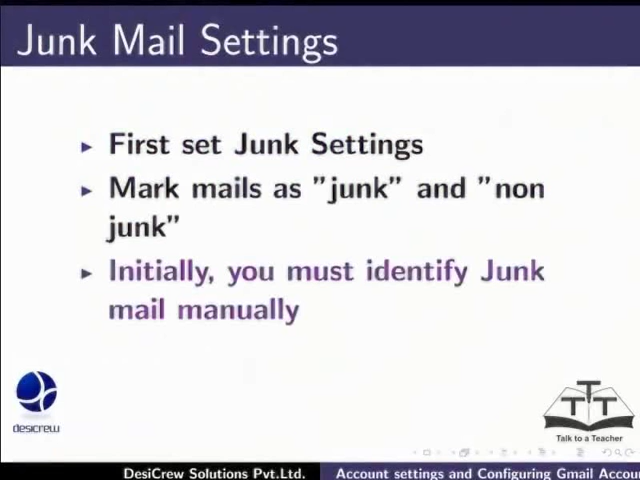 Junk Mail Settings
First set Junk Settings
Mark mails as "junk" and "non
junk"
Initially, you must identify Junk
mail manually
desicrew
T T T
Talk to a Teacher
DesiCrew Solutions Pvt.Ltd.
Account settings and Configuring Gmail Accou